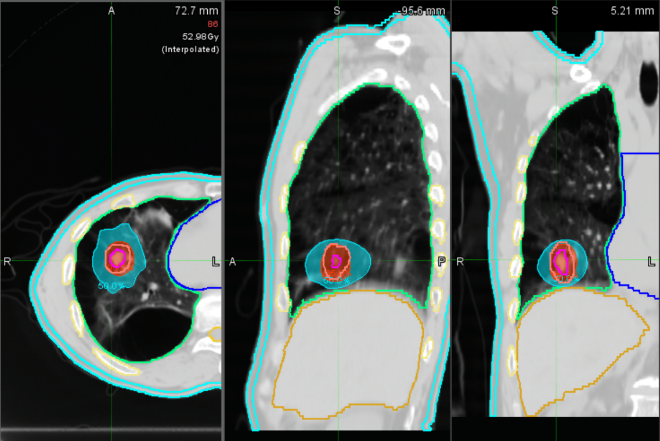 A
72.7 mm
86
52.98Gy
(Interpolated)
R
L
50.0%
S
-95.6 mm
A
P
S
5.21 mm
R
L